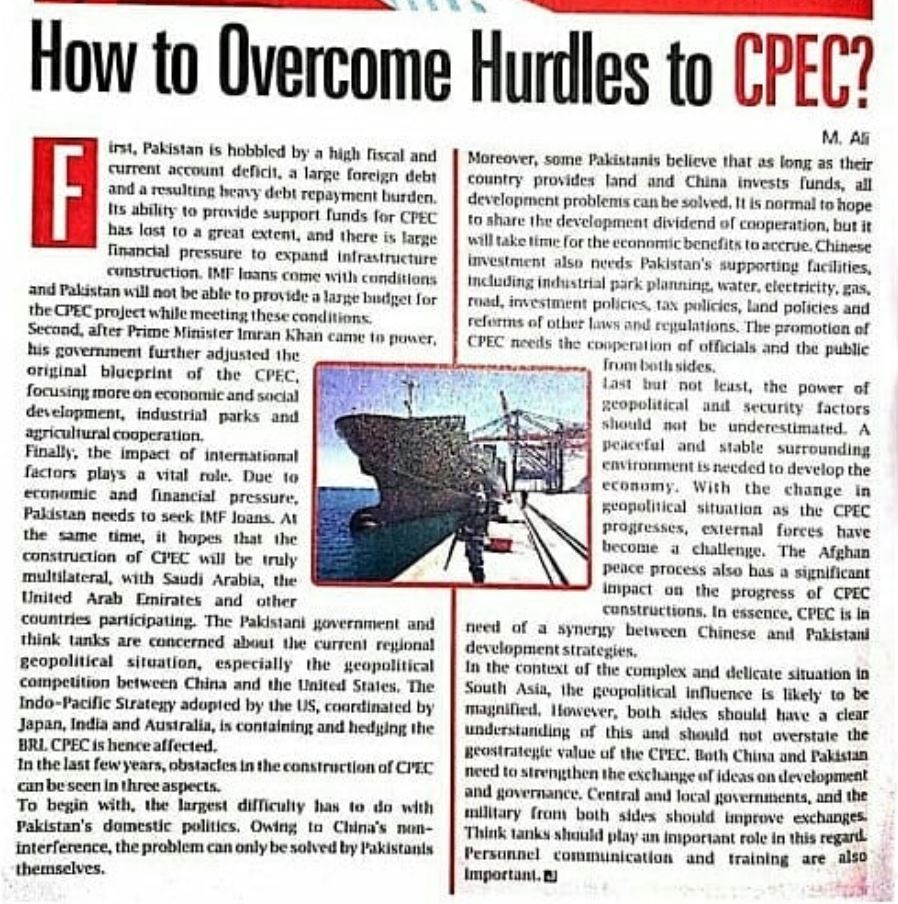 How to Overcome Hurdles to CPEC?
M. Ali
First, Pakistan is hobbled by a high fiscal and
current account deficit, a large foreign debt
and a resulting heavy debt repayment burden.
Its ability to provide support funds for CPEC
has lost to a great extent, and there is large
financial pressure to expand infrastructure
construction. IMF loans come with conditions
and Pakistan will not be able to provide a large budget for
the CPEC project while meeting these conditions.
Second, after Prime Minister Imran Khan came to power,
his government further adjusted the
original blueprint of the CPEC,
focusing more on economic and social
development, industrial parks and
agricultural cooperation.
Finally, the impact of international
factors plays a vital role. Due to
economic and financial pressure,
Pakistan needs to seek IMF loans. At
the same time, it hopes that the
construction of CPEC will be truly
multilateral, with Saudi Arabia, the
United Arab Emirates and other
countries participating. The Pakistani government and
think tanks are concerned about the current regional
geopolitical situation, especially the geopolitical
competition between China and the United States. The
Indo-Pacific Strategy adopted by the US, coordinated by
Japan, India and Australia, is containing and hedging the
BRI. CPEC is hence affected.
In the last few years, obstacles in the construction of CPEC
can be seen in three aspects.
To begin with, the largest difficulty has to do with
Pakistan's domestic politics. Owing to China's non-
interference, the problem can only be solved by Pakistanis
themselves.
Moreover, some Pakistanis believe that as long as their
country provides land and China invests funds, all
development problems can be solved. It is normal to hope
to share the development dividend of cooperation, but it
will take time for the economic benefits to accrue. Chinese
investment also needs Pakistan's supporting facilities,
including industrial park planning, water, electricity, gas,
road, investment policies, tax policies, land policies and
reforms of other laws and regulations. The promotion of
CPEC needs the cooperation of officials and the public
from both sides.
Last but not least, the power of
geopolitical and security factors
should not be underestimated. A
peaceful and stable surrounding
environment is needed to develop the
economy. With the change in
geopolitical situation as the CPEC
progresses, external forces have
become a challenge. The Afghan
peace process also has a significant
impact on the progress of CPEC
constructions. In essence, CPEC is in
need of a synergy between Chinese and Pakistani
development strategies.
In the context of the complex and delicate situation in
South Asia, the geopolitical influence is likely to be
magnified. However, both sides should have a clear
understanding of this and should not overstate the
geostrategic value of the CPEC. Both China and Pakistan
need to strengthen the exchange of ideas on development
and governance. Central and local governments, and the
military from both sides should improve exchanges.
Think tanks should play an important role in this regard.
Personnel communication and training are also
important.